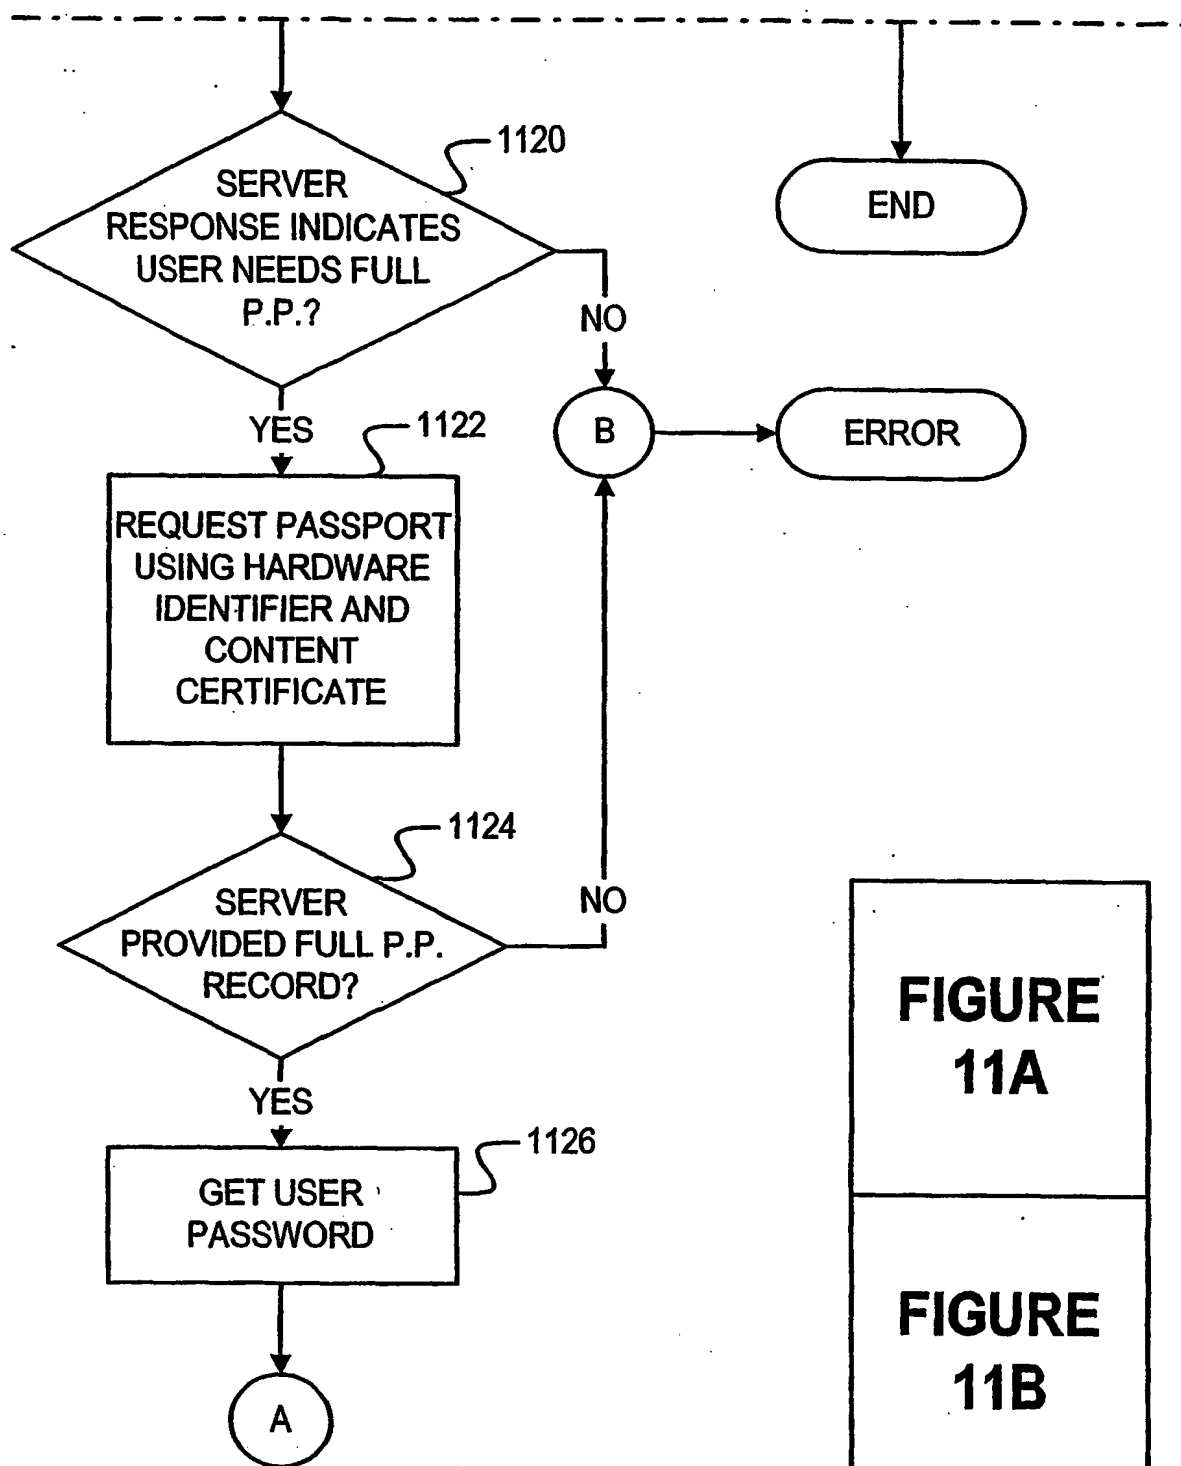 1120
SERVER
RESPONSE INDICATES
USER NEEDS FULL
P.P.?
END
NO
YES
1122
B
ERROR
REQUEST PASSPORT
USING HARDWARE
IDENTIFIER AND
CONTENT
CERTIFICATE
1124
SERVER
PROVIDED FULL P.P.
RECORD?
NO
YES
1126
GET USER
PASSWORD
A
FIGURE
11A
FIGURE
11B